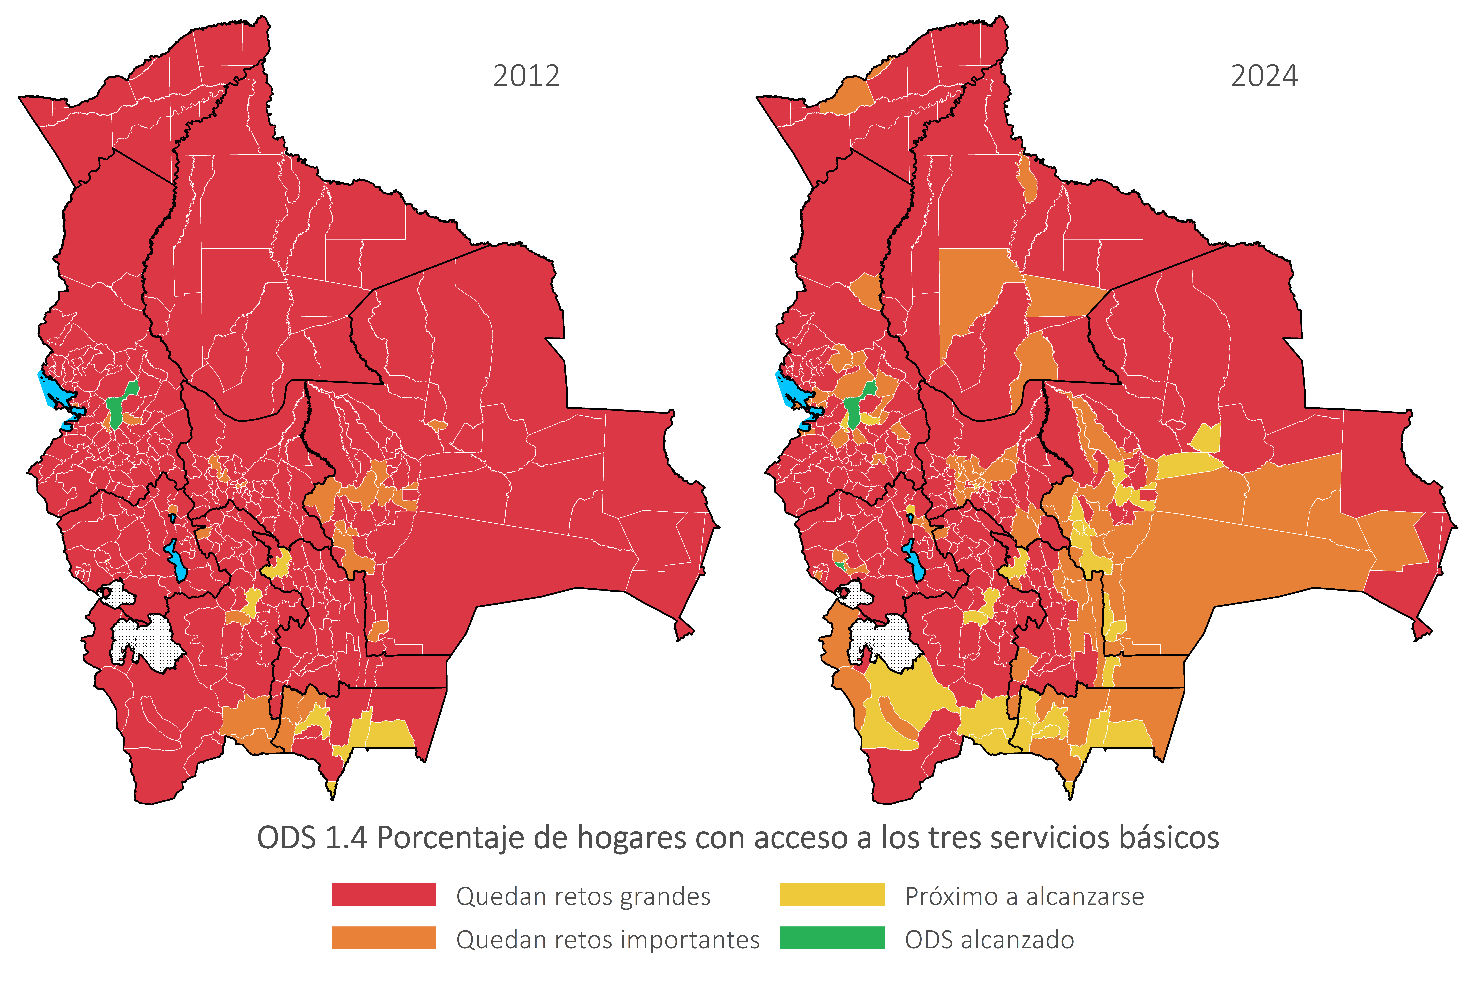 2012
2024
ODS 1.4 Porcentaje de hogares con acceso a los tres servicios básicos
Quedan retos grandes
Próximo a alcanzarse
Quedan retos importantes
ODS alcanzado